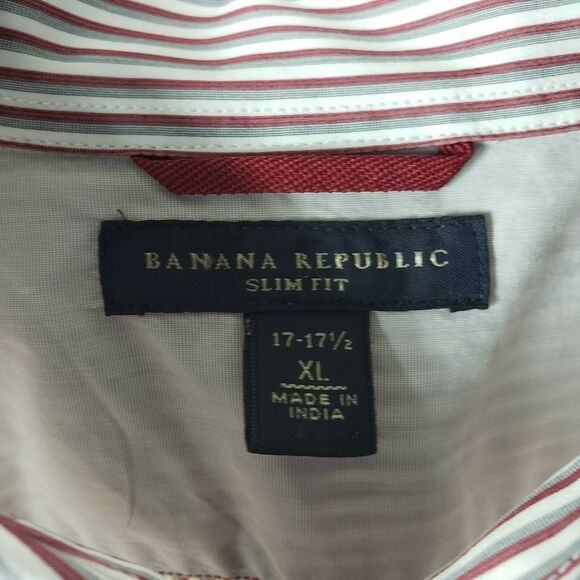 BANANA REPUBLIC
SLIM FIT
17-17½
XL
MADE IN
INDIA